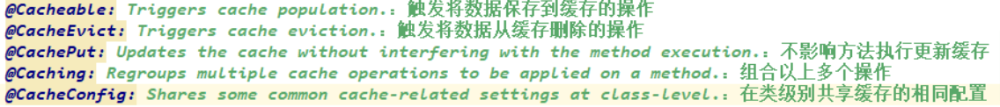 @Cacheable: Triggers cache population.：触发将数据保存到缓存的操作
@CacheEvict: Triggers cache eviction.：触发将数据从缓存删除的操作
@CachePut: Updates the cache without interfering with the method execution.：不影响方法执行更新缓存
@Caching: Regroups multiple cache operations to be applied on a method.：组合以上多个操作
@CacheConfig: Shares some common cache-related settings at class-level.：在类级别共享缓存的相同配置